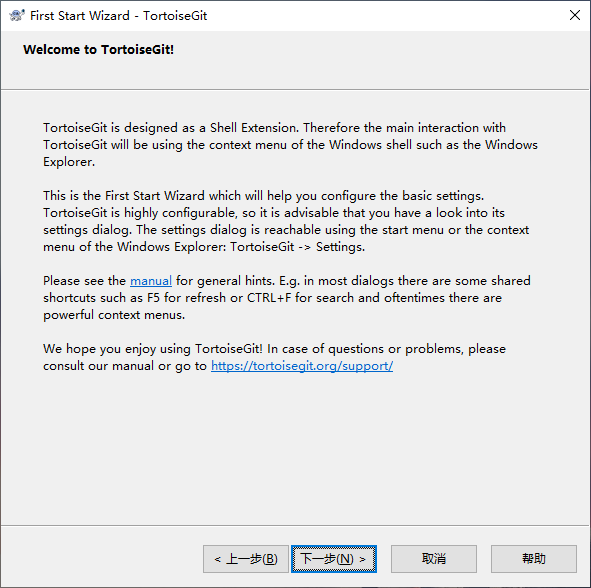 First Start Wizard - TortoiseGit
Welcome to TortoiseGit!
TortoiseGit is designed as a Shell Extension. Therefore the main interaction with
TortoiseGit will be using the context menu of the Windows shell such as the Windows
Explorer.
This is the First Start Wizard which will help you configure the basic settings.
TortoiseGit is highly configurable, so it is advisable that you have a look into its
settings dialog. The settings dialog is reachable using the start menu or the context
menu of the Windows Explorer: TortoiseGit -> Settings.
Please see the manual for general hints. E.g. in most dialogs there are some shared
shortcuts such as F5 for refresh or CTRL+F for search and oftentimes there are
powerful context menus.
We hope you enjoy using TortoiseGit! In case of questions or problems, please
consult our manual or go to https://tortoisegit.org/support/
< 上一步(B) 下一步(N) > 取消 帮助